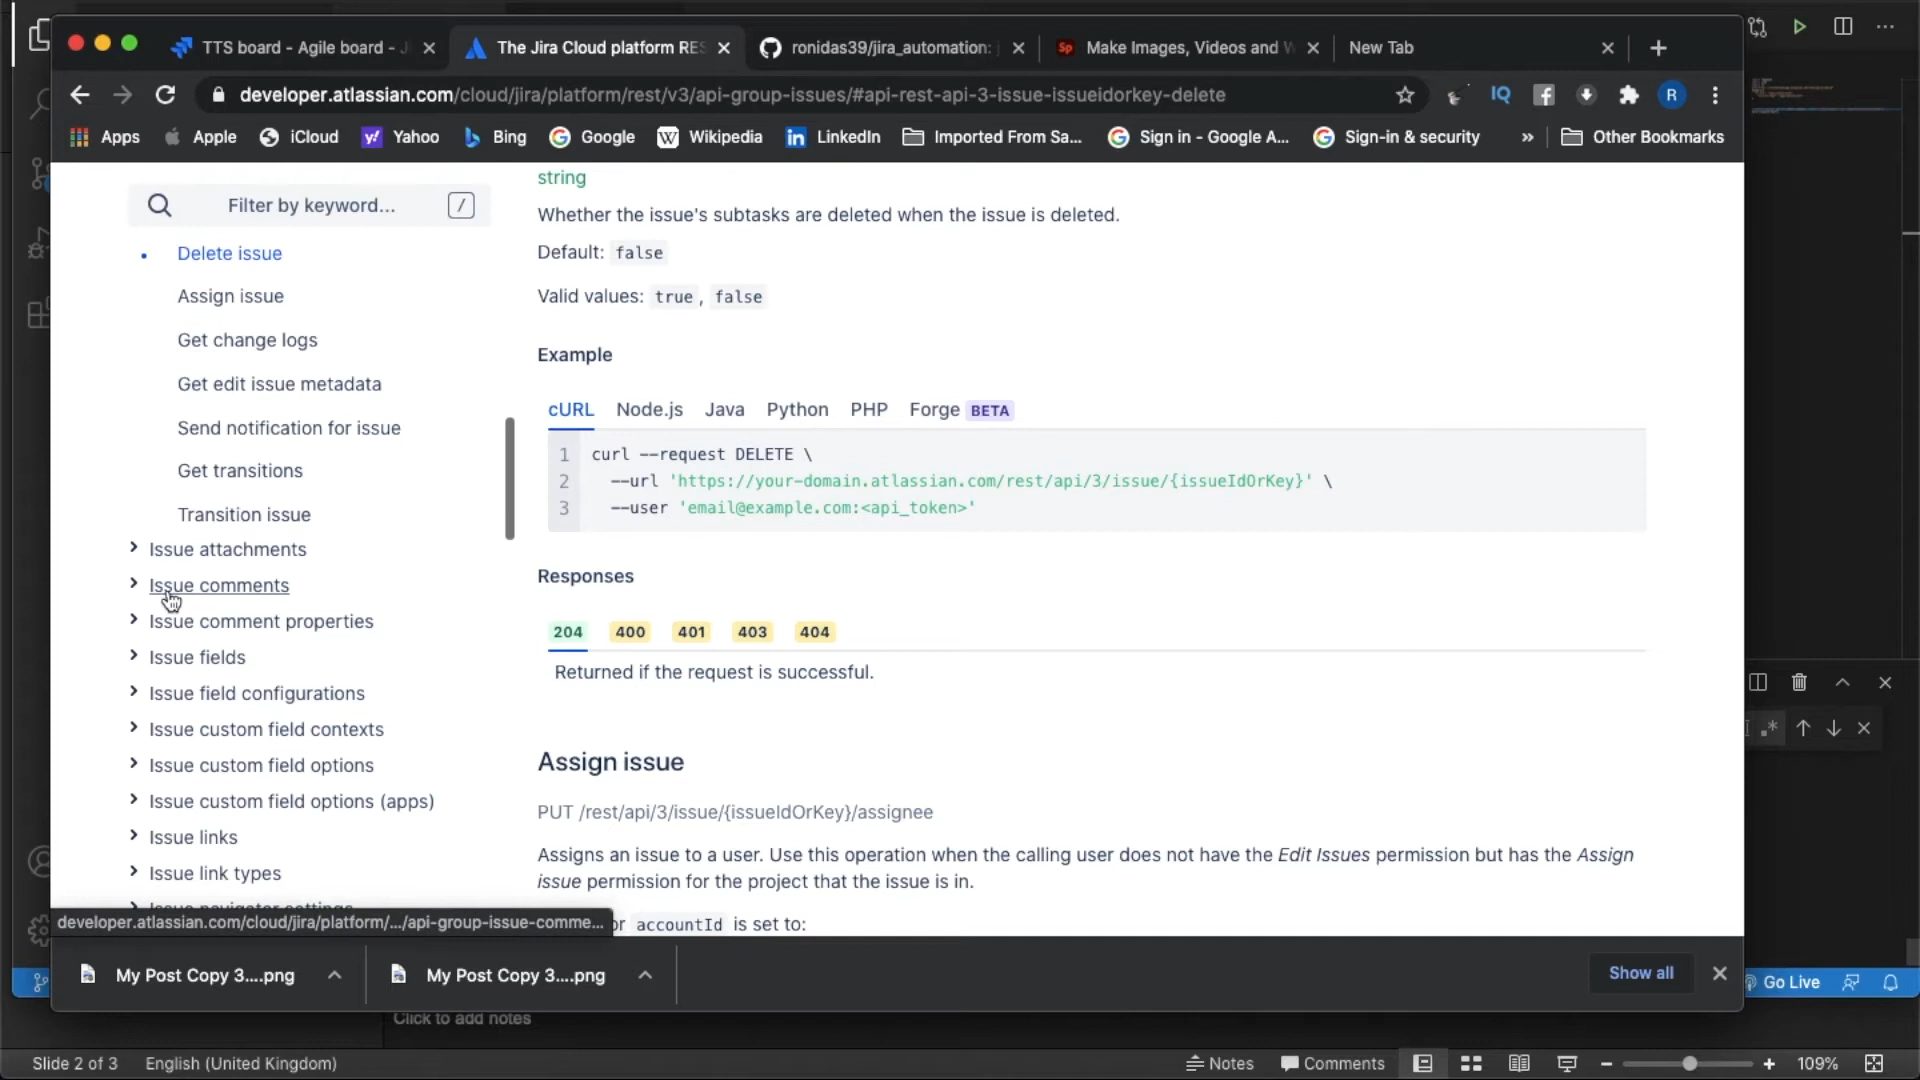 TTS board - Agile board - J
The Jira Cloud platform RES
ronidas39/jira_automation: j
Sp
Make Images, Videos and W
New Tab
developer.atlassian.com/cloud/jira/platform/rest/v3/api-group-issues/#api-rest-api-3-issue-issueidorkey-delete
IQ
R
Apps
Apple
iCloud
Yahoo
Bing
Google
Wikipedia
LinkedIn
Imported From Sa...
Sign in - Google A...
Sign-in & security
»
Other Bookmarks
Filter by keyword...
/
Delete issue
Assign issue
Get change logs
Get edit issue metadata
Send notification for issue
Get transitions
Transition issue
Issue attachments
Issue comments
Issue comment properties
Issue fields
Issue field configurations
Issue custom field contexts
Issue custom field options
Issue custom field options (apps)
Issue links
Issue link types
Issue navigator settings
developer.atlassian.com/cloud/jira/platform/.../api-group-issue-comme...
string
Whether the issue's subtasks are deleted when the issue is deleted.
Default: false
Valid values: true, false
Example
cURL Node.js Java Python PHP Forge BETA
1 curl --request DELETE \
2 --url 'https://your-domain.atlassian.com/rest/api/3/issue/{issueIdOrKey}' \
3 --user 'email@example.com:<api_token>'
Responses
204 400 401 403 404
Returned if the request is successful.
Assign issue
PUT /rest/api/3/issue/{issueIdOrKey}/assignee
Assigns an issue to a user. Use this operation when the calling user does not have the Edit Issues permission but has the Assign
issue permission for the project that the issue is in.
or accountId is set to:
My Post Copy 3....png
My Post Copy 3....png
Show all
Go Live
Click to add notes
Slide 2 of 3
English (United Kingdom)
Notes
Comments
109%